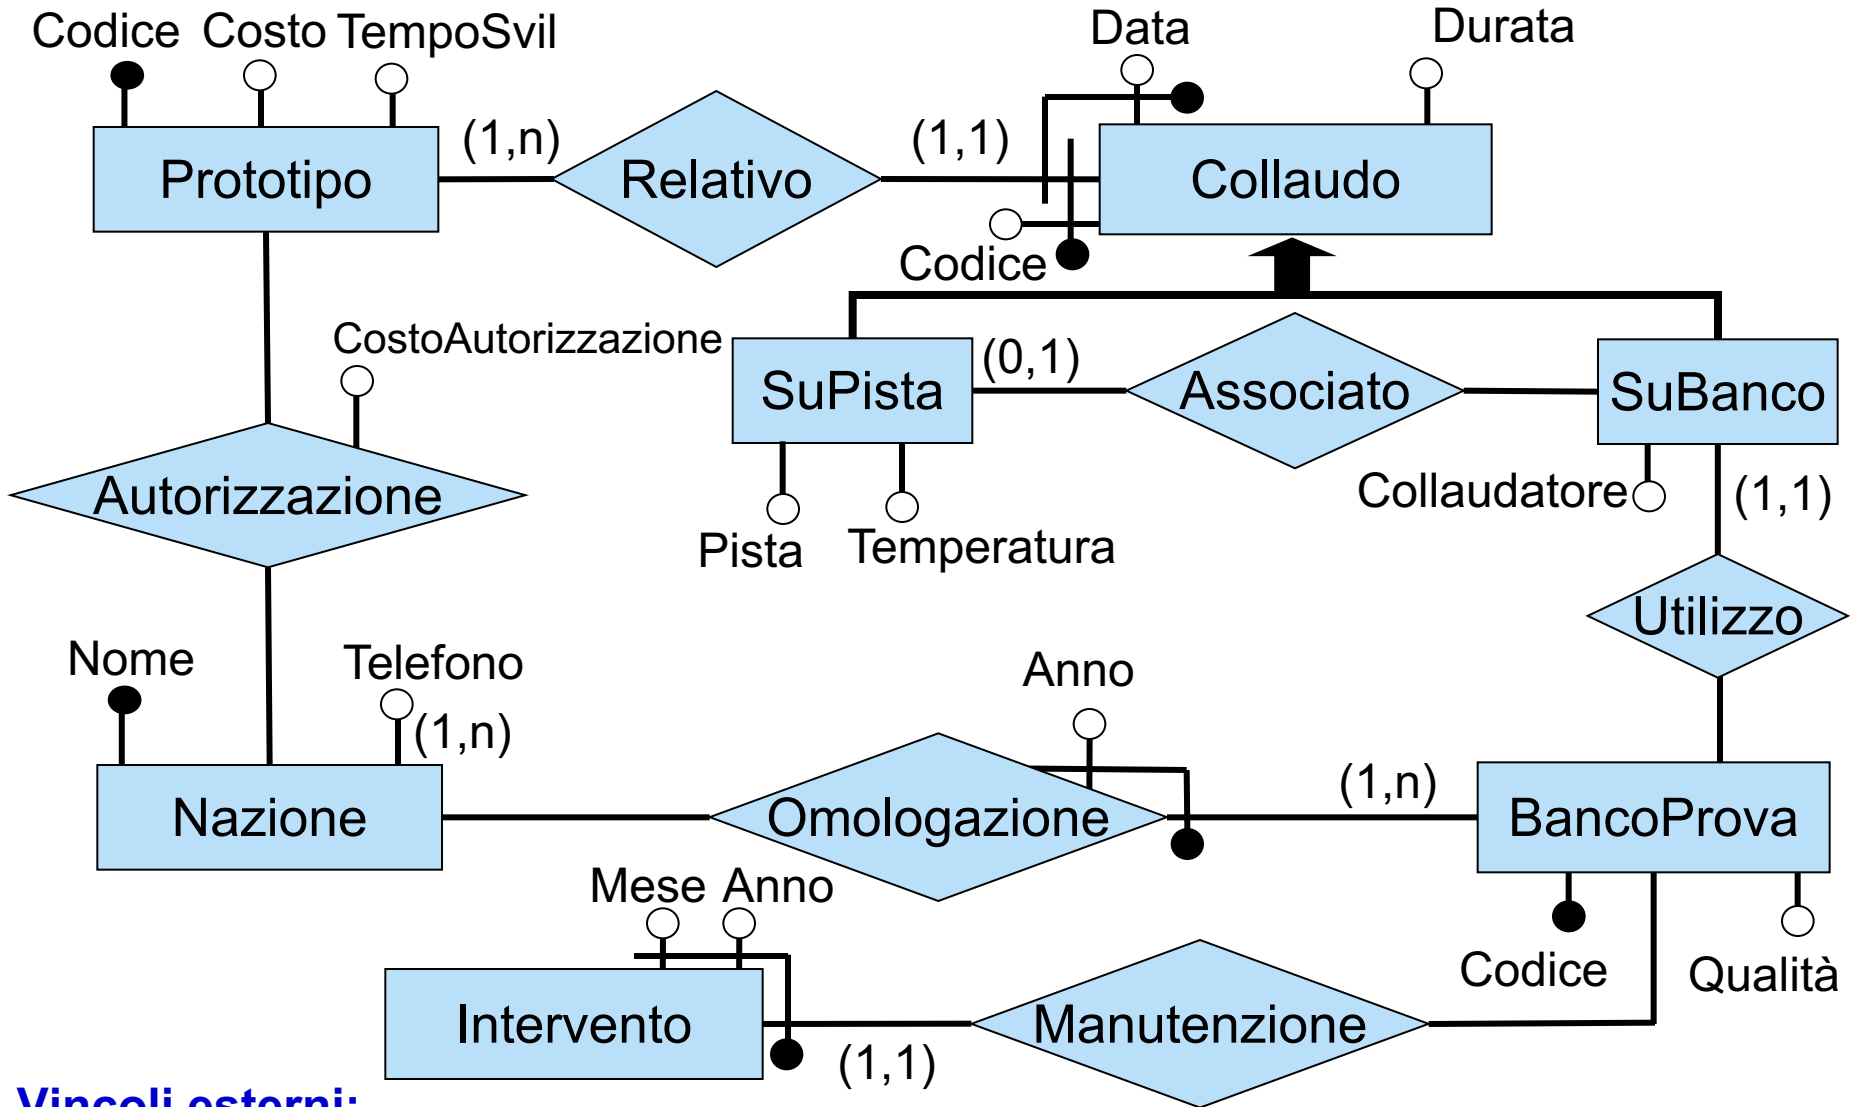 Codice Costo TempoSvil Data Durata
(1,n) (1,1)
Prototipo Relativo Collaudo
Codice
CostoAutorizzazione
(0,1)
SuPista Associato SuBanco
Collaudatore (1,1)
Autorizzazione
Pista Temperatura
Utilizzo
Nome Telefono Anno
(1,n) (1,n)
Nazione Omologazione BancoProva
Mese Anno
Codice Qualità
Intervento Manutenzione
(1,1)
Vincoli esterni: